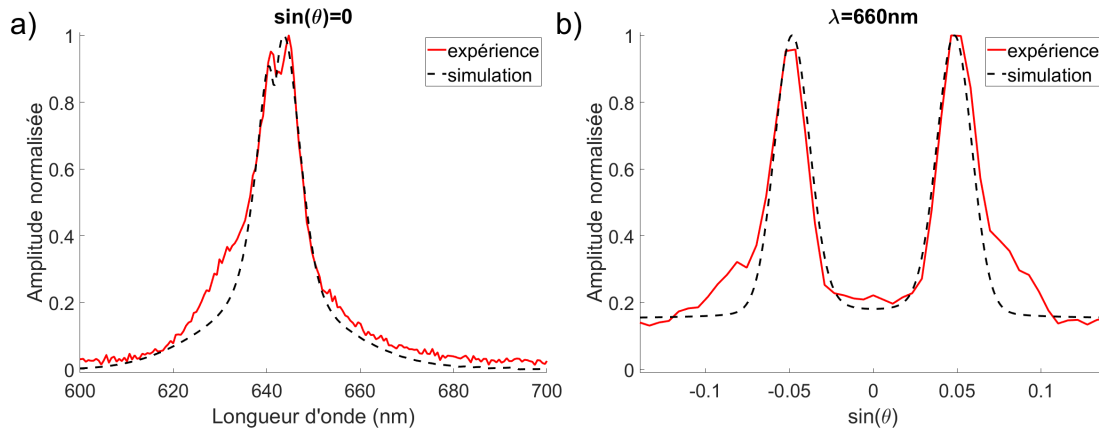 a)
sin(θ)=0
Amplitude normalisée
1
0.8
0.6
0.4
0.2
0
600
620
640
660
680
700
Longueur d'onde (nm)
expérience
simulation
b)
λ=660nm
Amplitude normalisée
1
0.8
0.6
0.4
0.2
0
-0.1
-0.05
0
0.05
0.1
sin(θ)
expérience
simulation